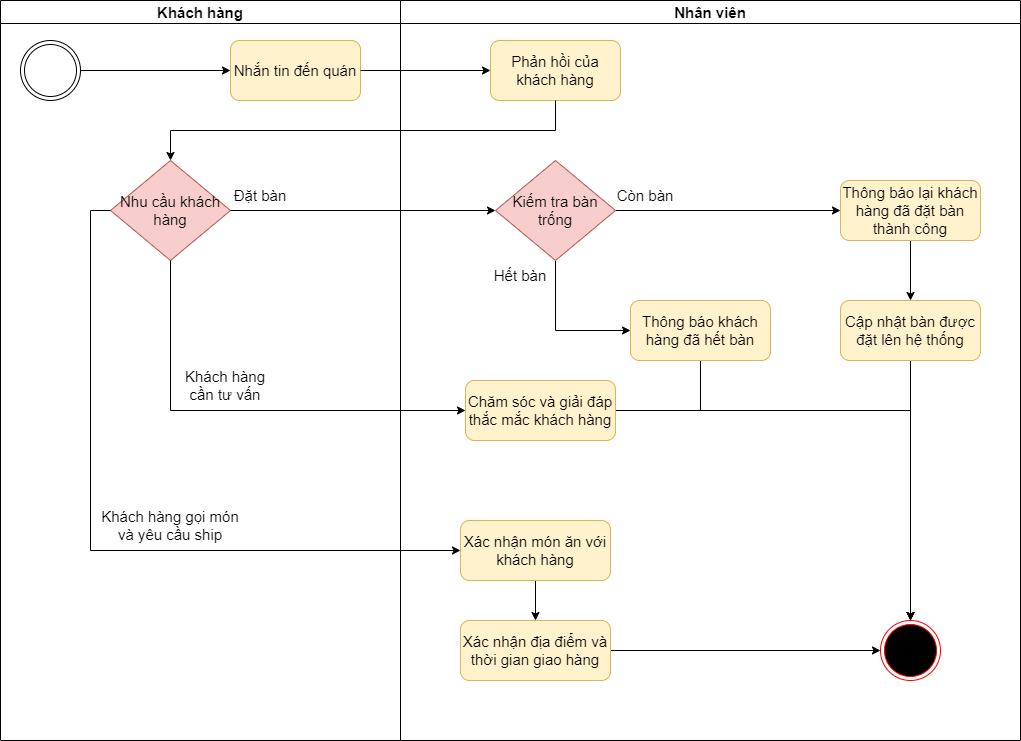 Khách hàng
Nhân viên
Nhắn tin đến quán
Phản hồi của
khách hàng
Nhu cầu khách
hàng
Đặt bàn
Kiểm tra bàn
trống
Còn bàn
Thông báo lại khách
hàng đã đặt bàn
thành công
Hết bàn
Thông báo khách
hàng đã hết bàn
Cập nhật bàn được
đặt lên hệ thống
Khách hàng
cần tư vấn
Chăm sóc và giải đáp
thắc mắc khách hàng
Khách hàng gọi món
và yêu cầu ship
Xác nhận món ăn với
khách hàng
Xác nhận địa điểm và
thời gian giao hàng